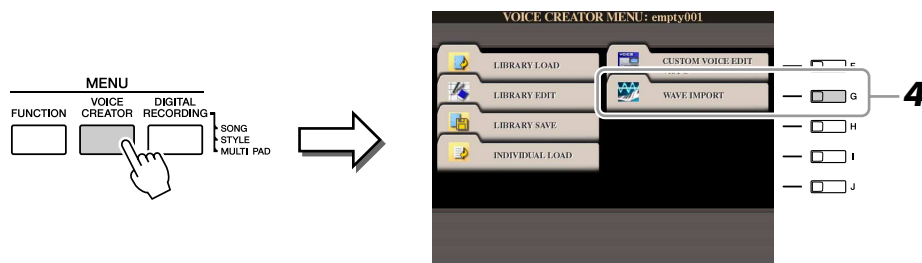 MENU
FUNCTION
VOICE CREATOR
DIGITAL RECORDING
SONG
STYLE
MULTI PAD
VOICE CREATOR MENU: empty001
LIBRARY LOAD
LIBRARY EDIT
LIBRARY SAVE
INDIVIDUAL LOAD
VOICE
CUSTOM VOICE EDIT
WAVE IMPORT
G
H
I
J
4